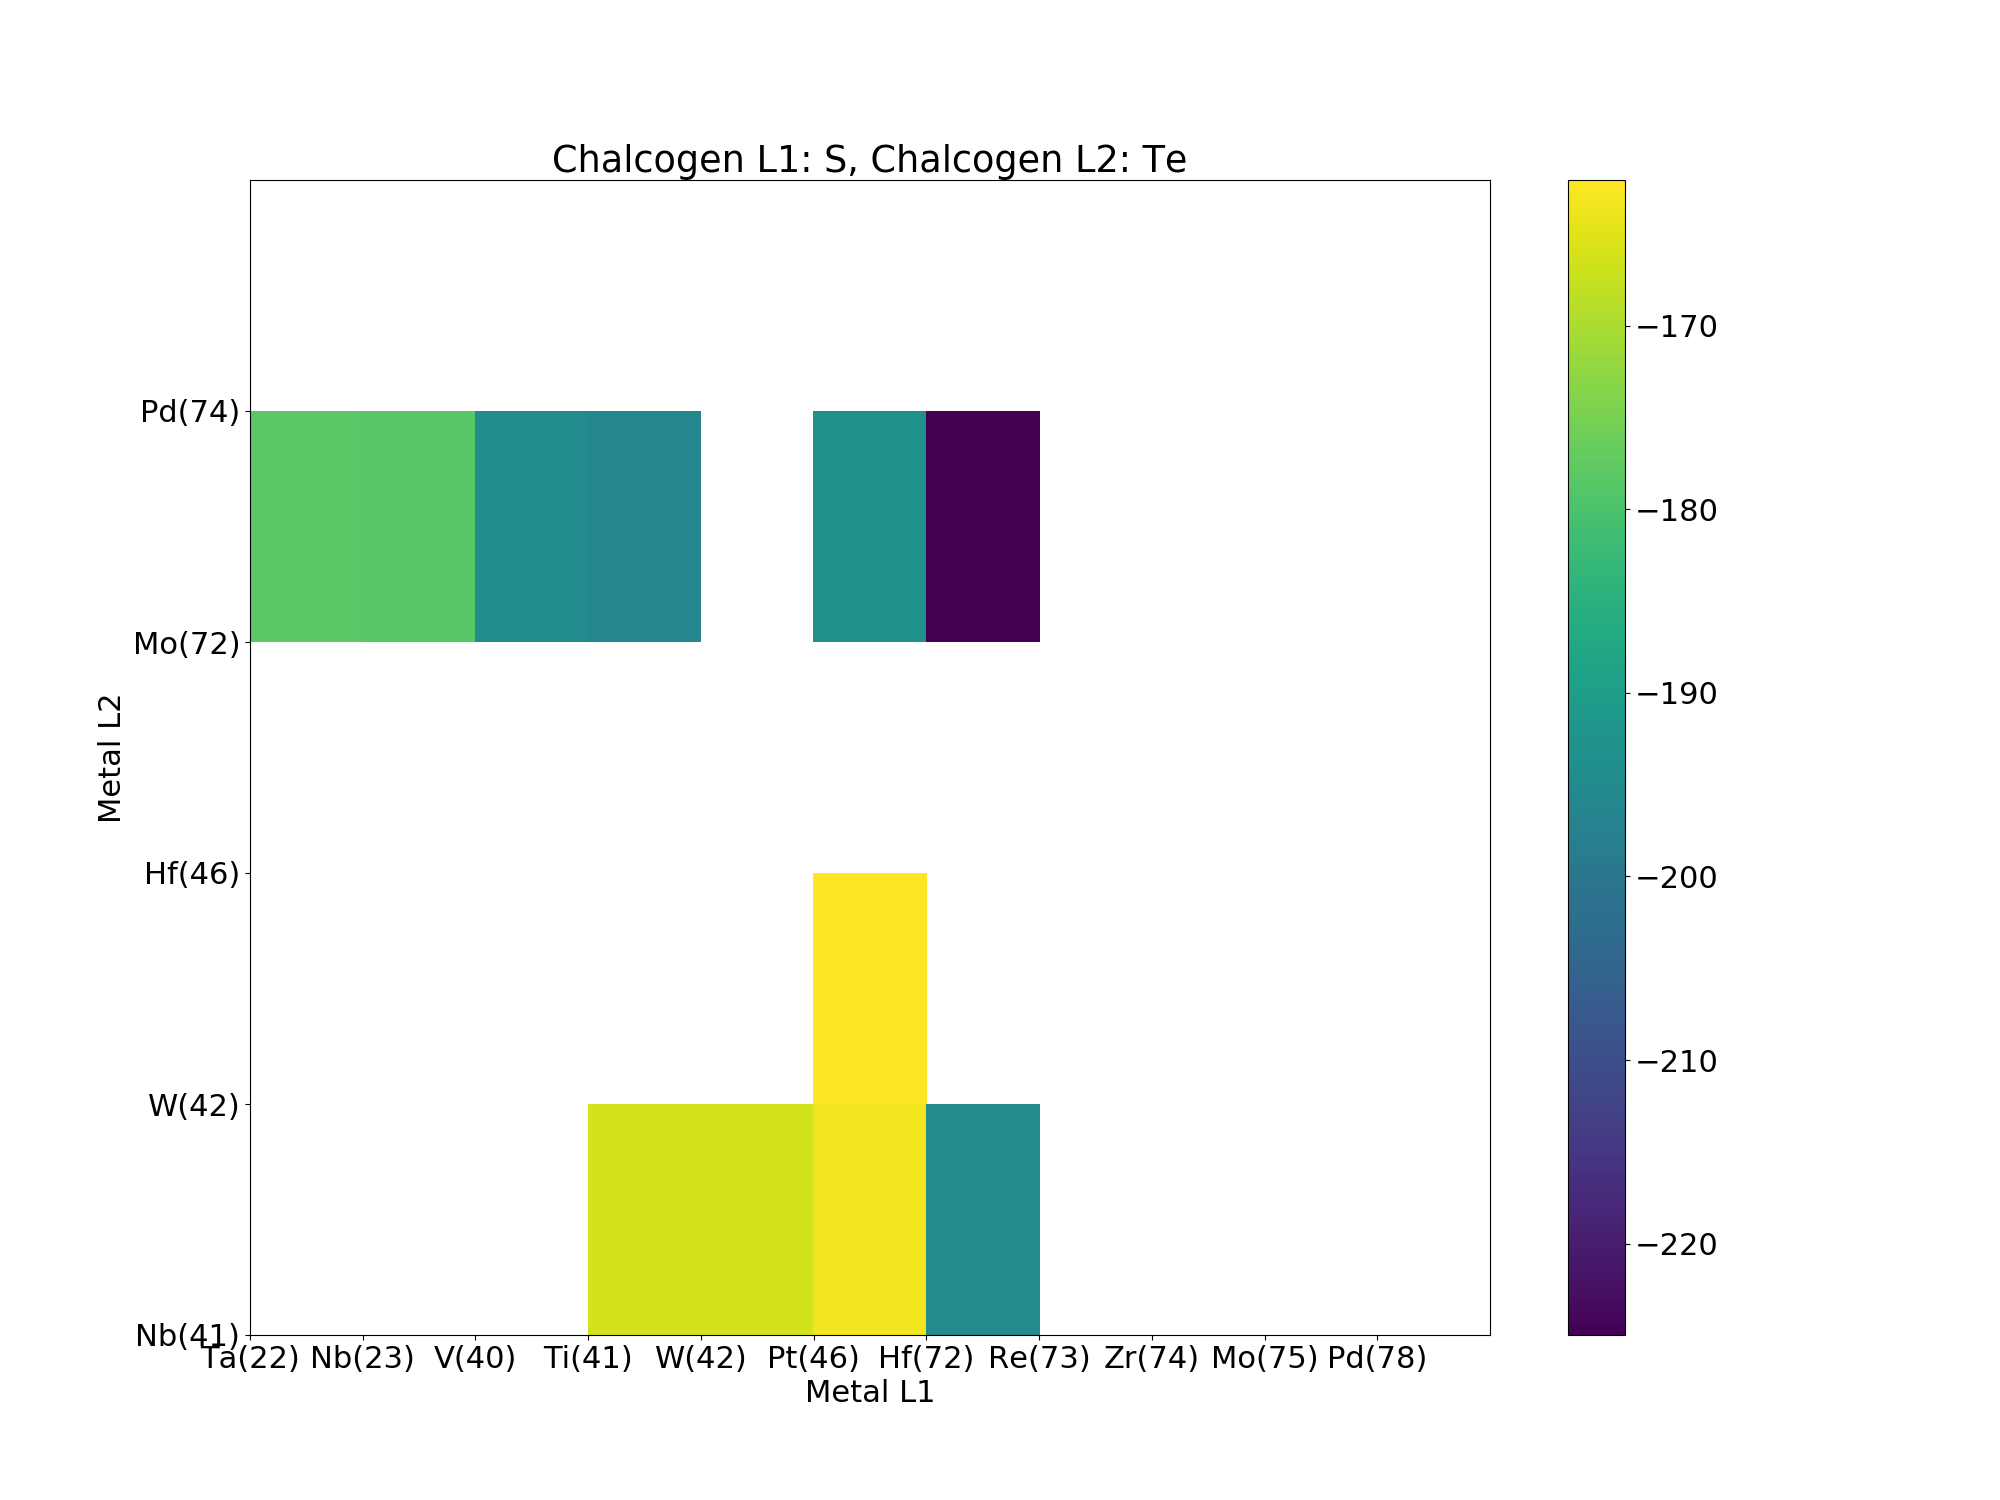 Chalcogen L1: S, Chalcogen L2: Te
Pd(74)
Mo(72)
Hf(46)
W(42)
Nb(41)
Metal L2
Ta(22) Nb(23) V(40) Ti(41) W(42) Pt(46) Hf(72) Re(73) Zr(74) Mo(75) Pd(78)
Metal L1
−170
−180
−190
−200
−210
−220